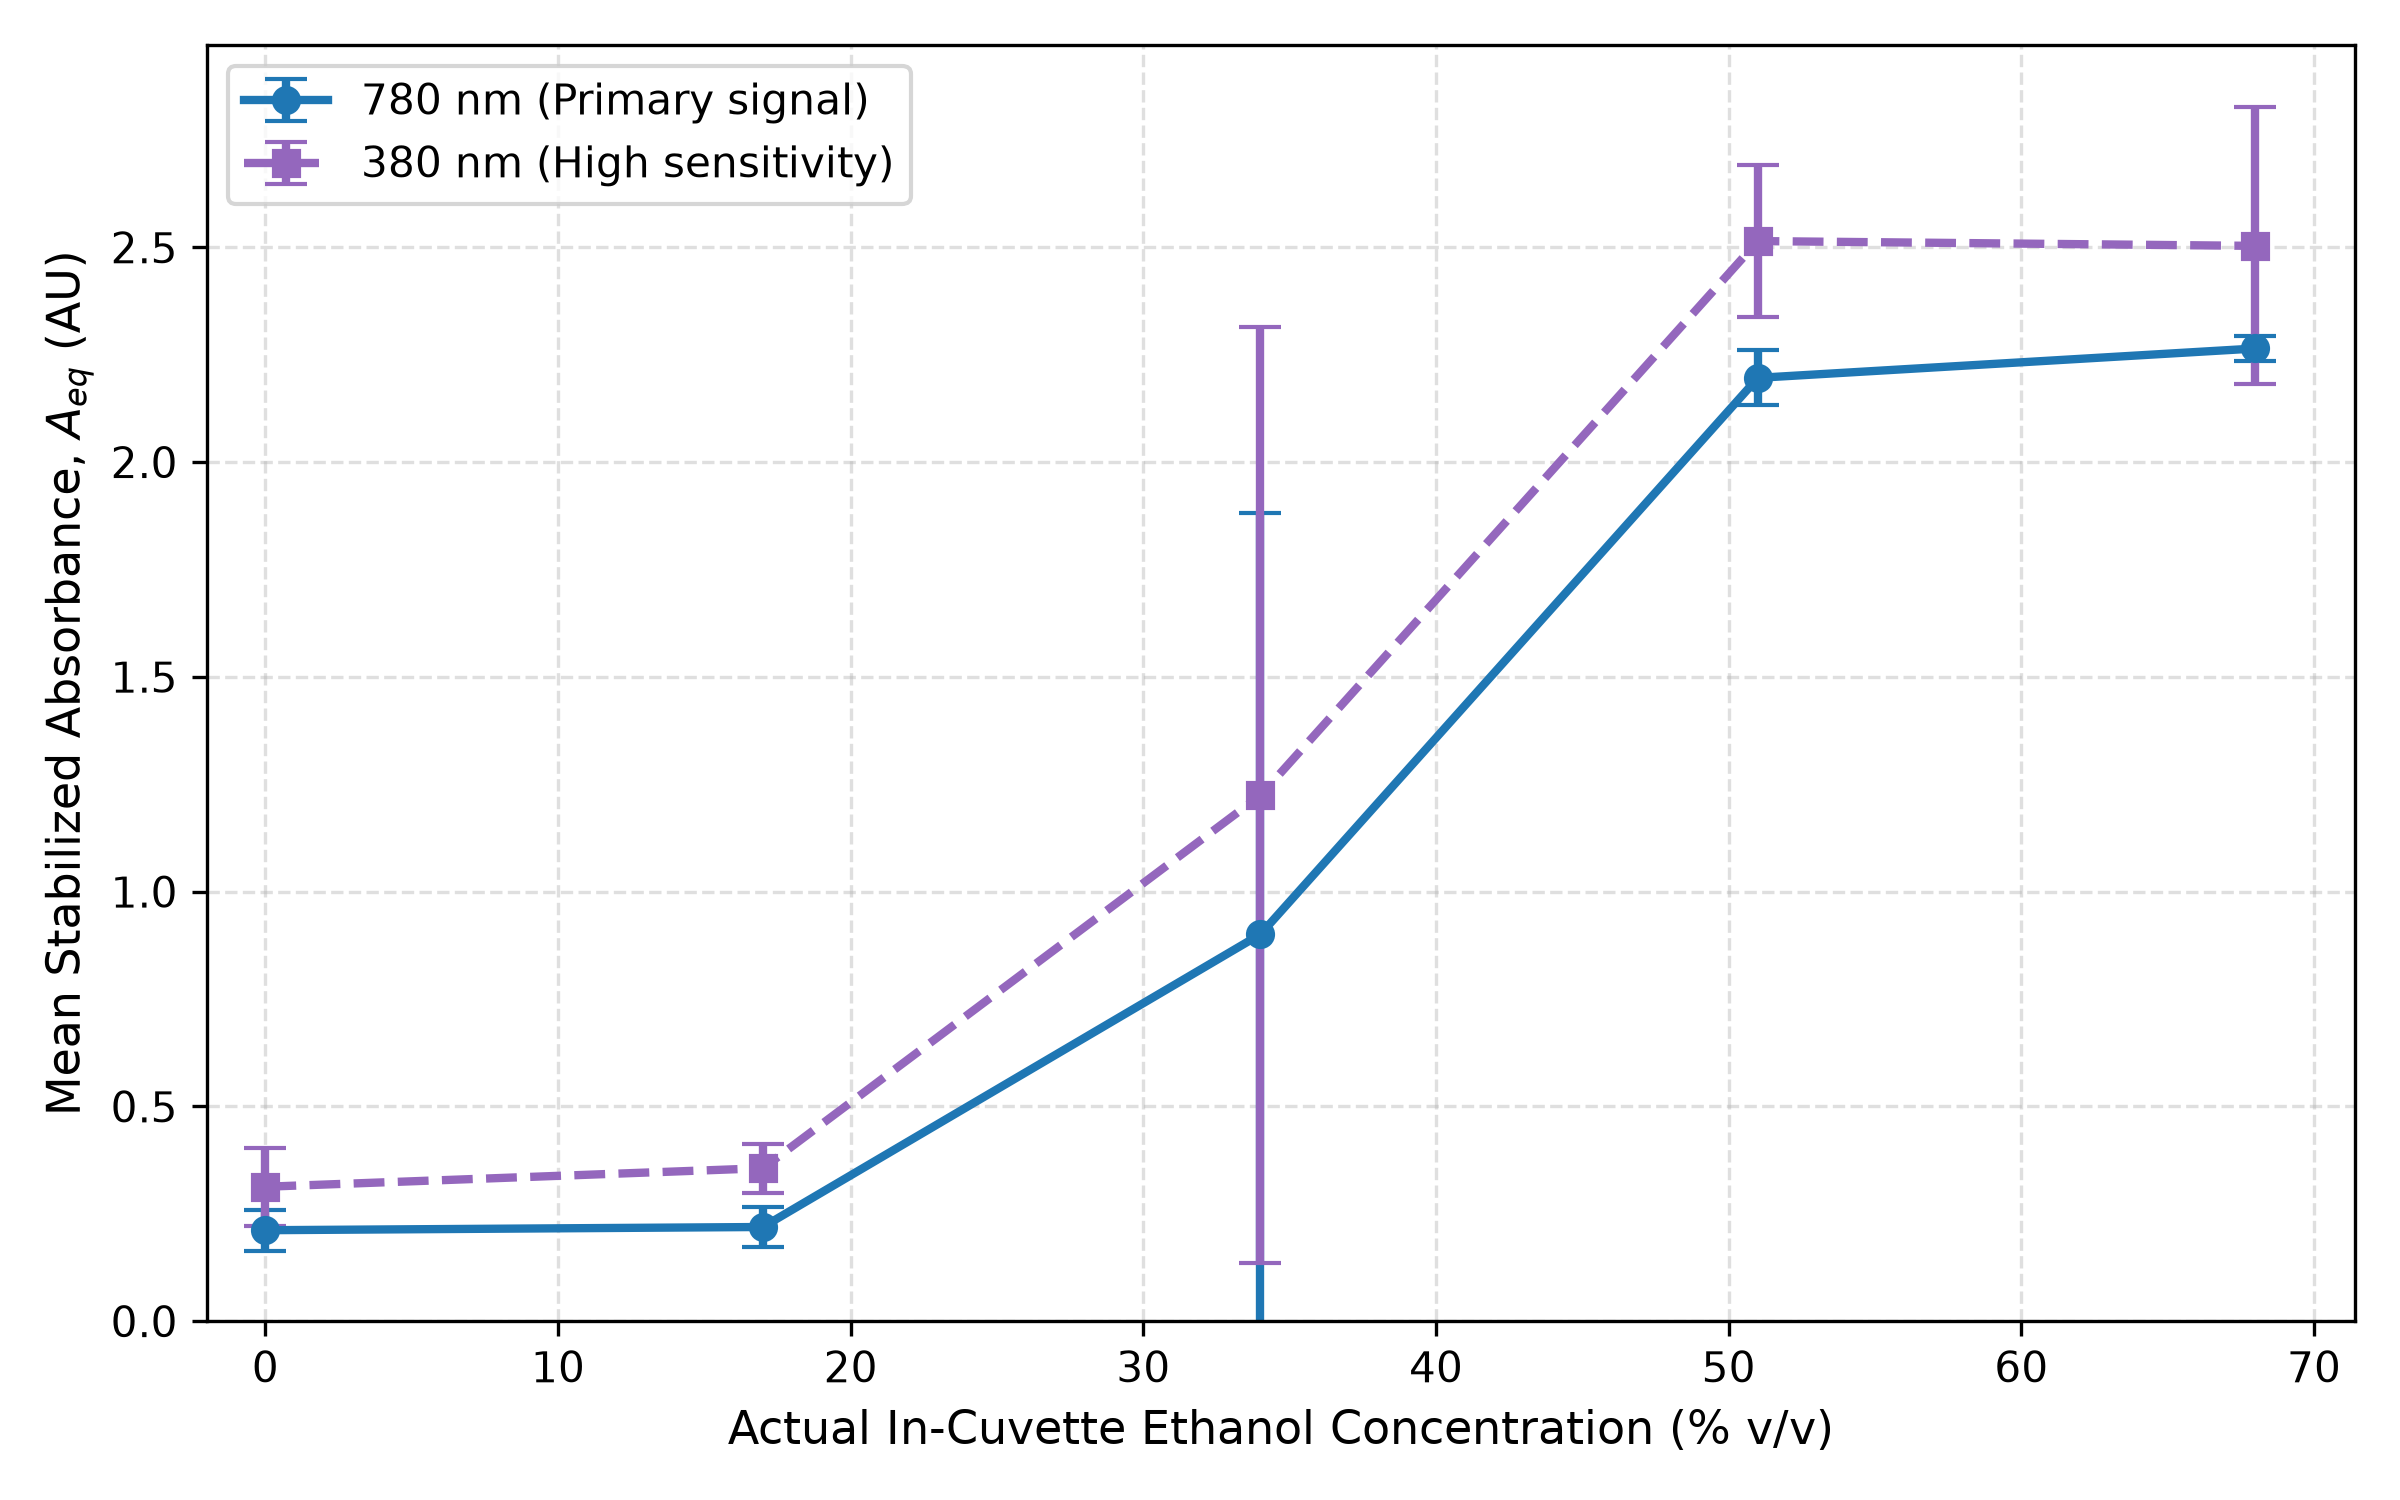 780 nm (Primary signal)
380 nm (High sensitivity)
Mean Stabilized Absorbance, A_eq (AU)
2.5
2.0
1.5
1.0
0.5
0.0
0 10 20 30 40 50 60 70
Actual In-Cuvette Ethanol Concentration (% v/v)